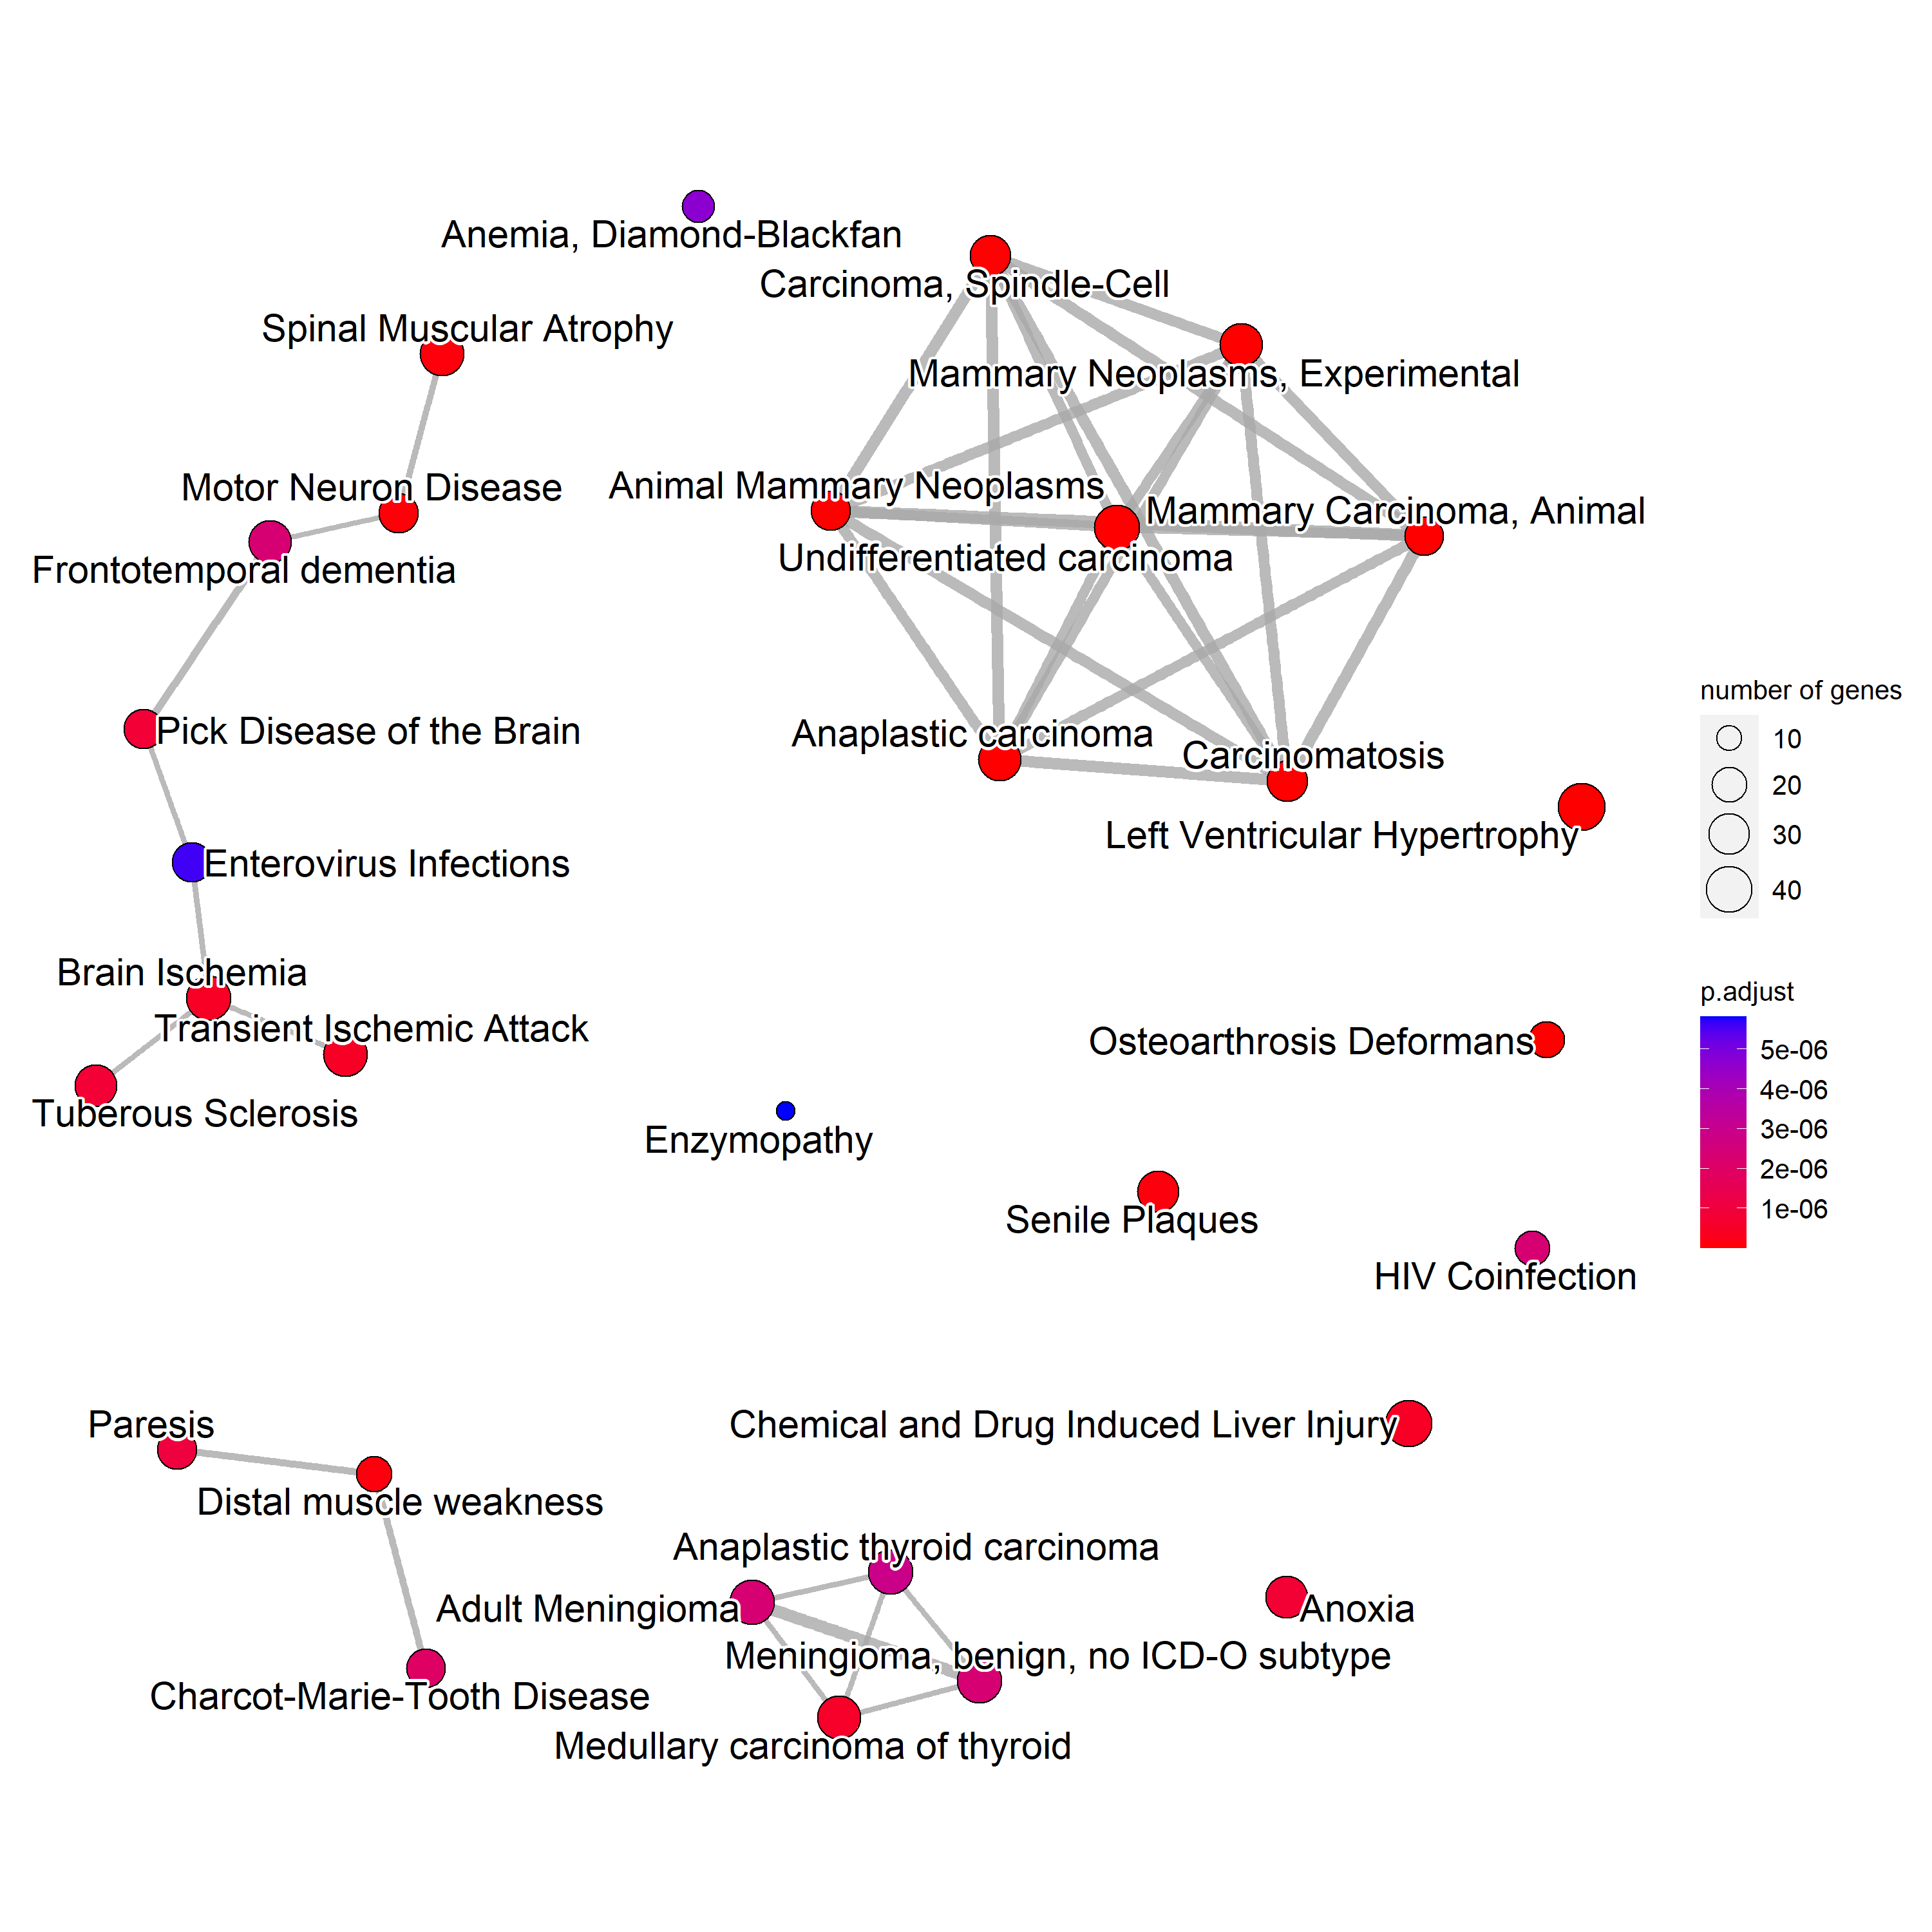 Anemia, Diamond-Blackfan
Carcinoma, Spindle-Cell
Spinal Muscular Atrophy
Mammary Neoplasms, Experimental
Motor Neuron Disease
Animal Mammary Neoplasms
Mammary Carcinoma, Animal
Undifferentiated carcinoma
Frontotemporal dementia
Pick Disease of the Brain
Anaplastic carcinoma
Carcinomatosis
Left Ventricular Hypertrophy
Enterovirus Infections
Brain Ischemia
Transient Ischemic Attack
Tuberous Sclerosis
Osteoarthrosis Deformans
Enzymopathy
Senile Plaques
HIV Coinfection
Paresis
Chemical and Drug Induced Liver Injury
Distal muscle weakness
Anaplastic thyroid carcinoma
Adult Meningioma
Anoxia
Meningioma, benign, no ICD-O subtype
Charcot-Marie-Tooth Disease
Medullary carcinoma of thyroid
number of genes
10
20
30
40
p.adjust
5e-06
4e-06
3e-06
2e-06
1e-06